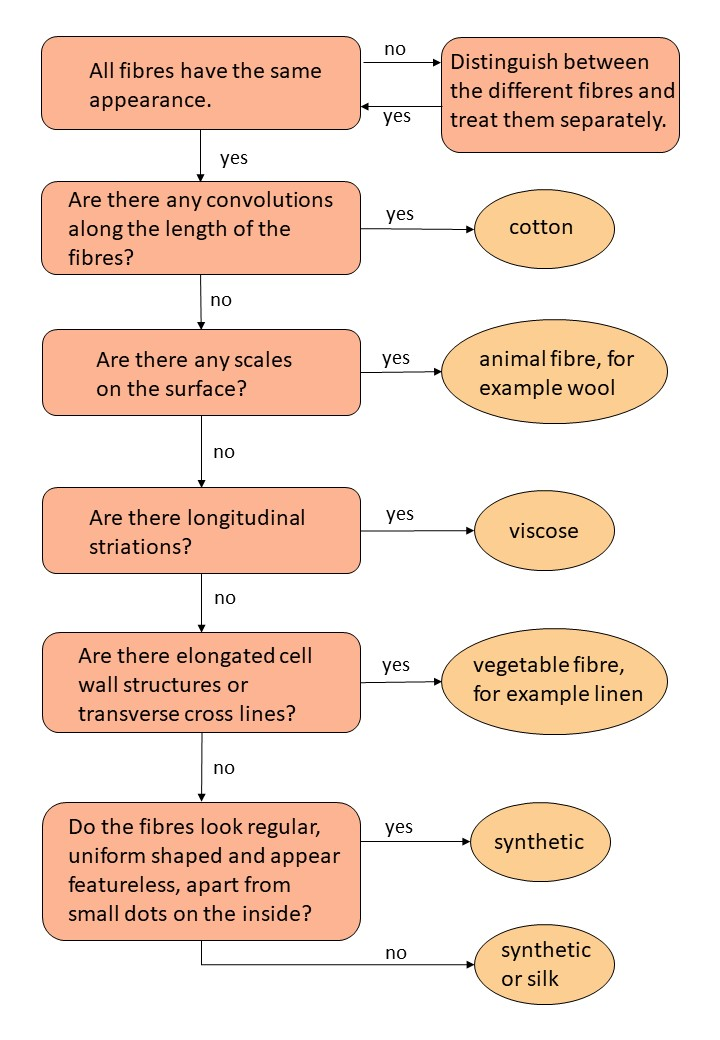 All fibres have the same
appearance.
no
yes
Distinguish between
the different fibres and
treat them separately.
yes
Are there any convolutions
along the length of the
fibres?
yes
cotton
no
Are there any scales
on the surface?
yes
animal fibre, for
example wool
no
Are there longitudinal
striations?
yes
viscose
no
Are there elongated cell
wall structures or
transverse cross lines?
yes
vegetable fibre,
for example linen
no
Do the fibres look regular,
uniform shaped and appear
featureless, apart from
small dots on the inside?
yes
synthetic
no
synthetic
or silk